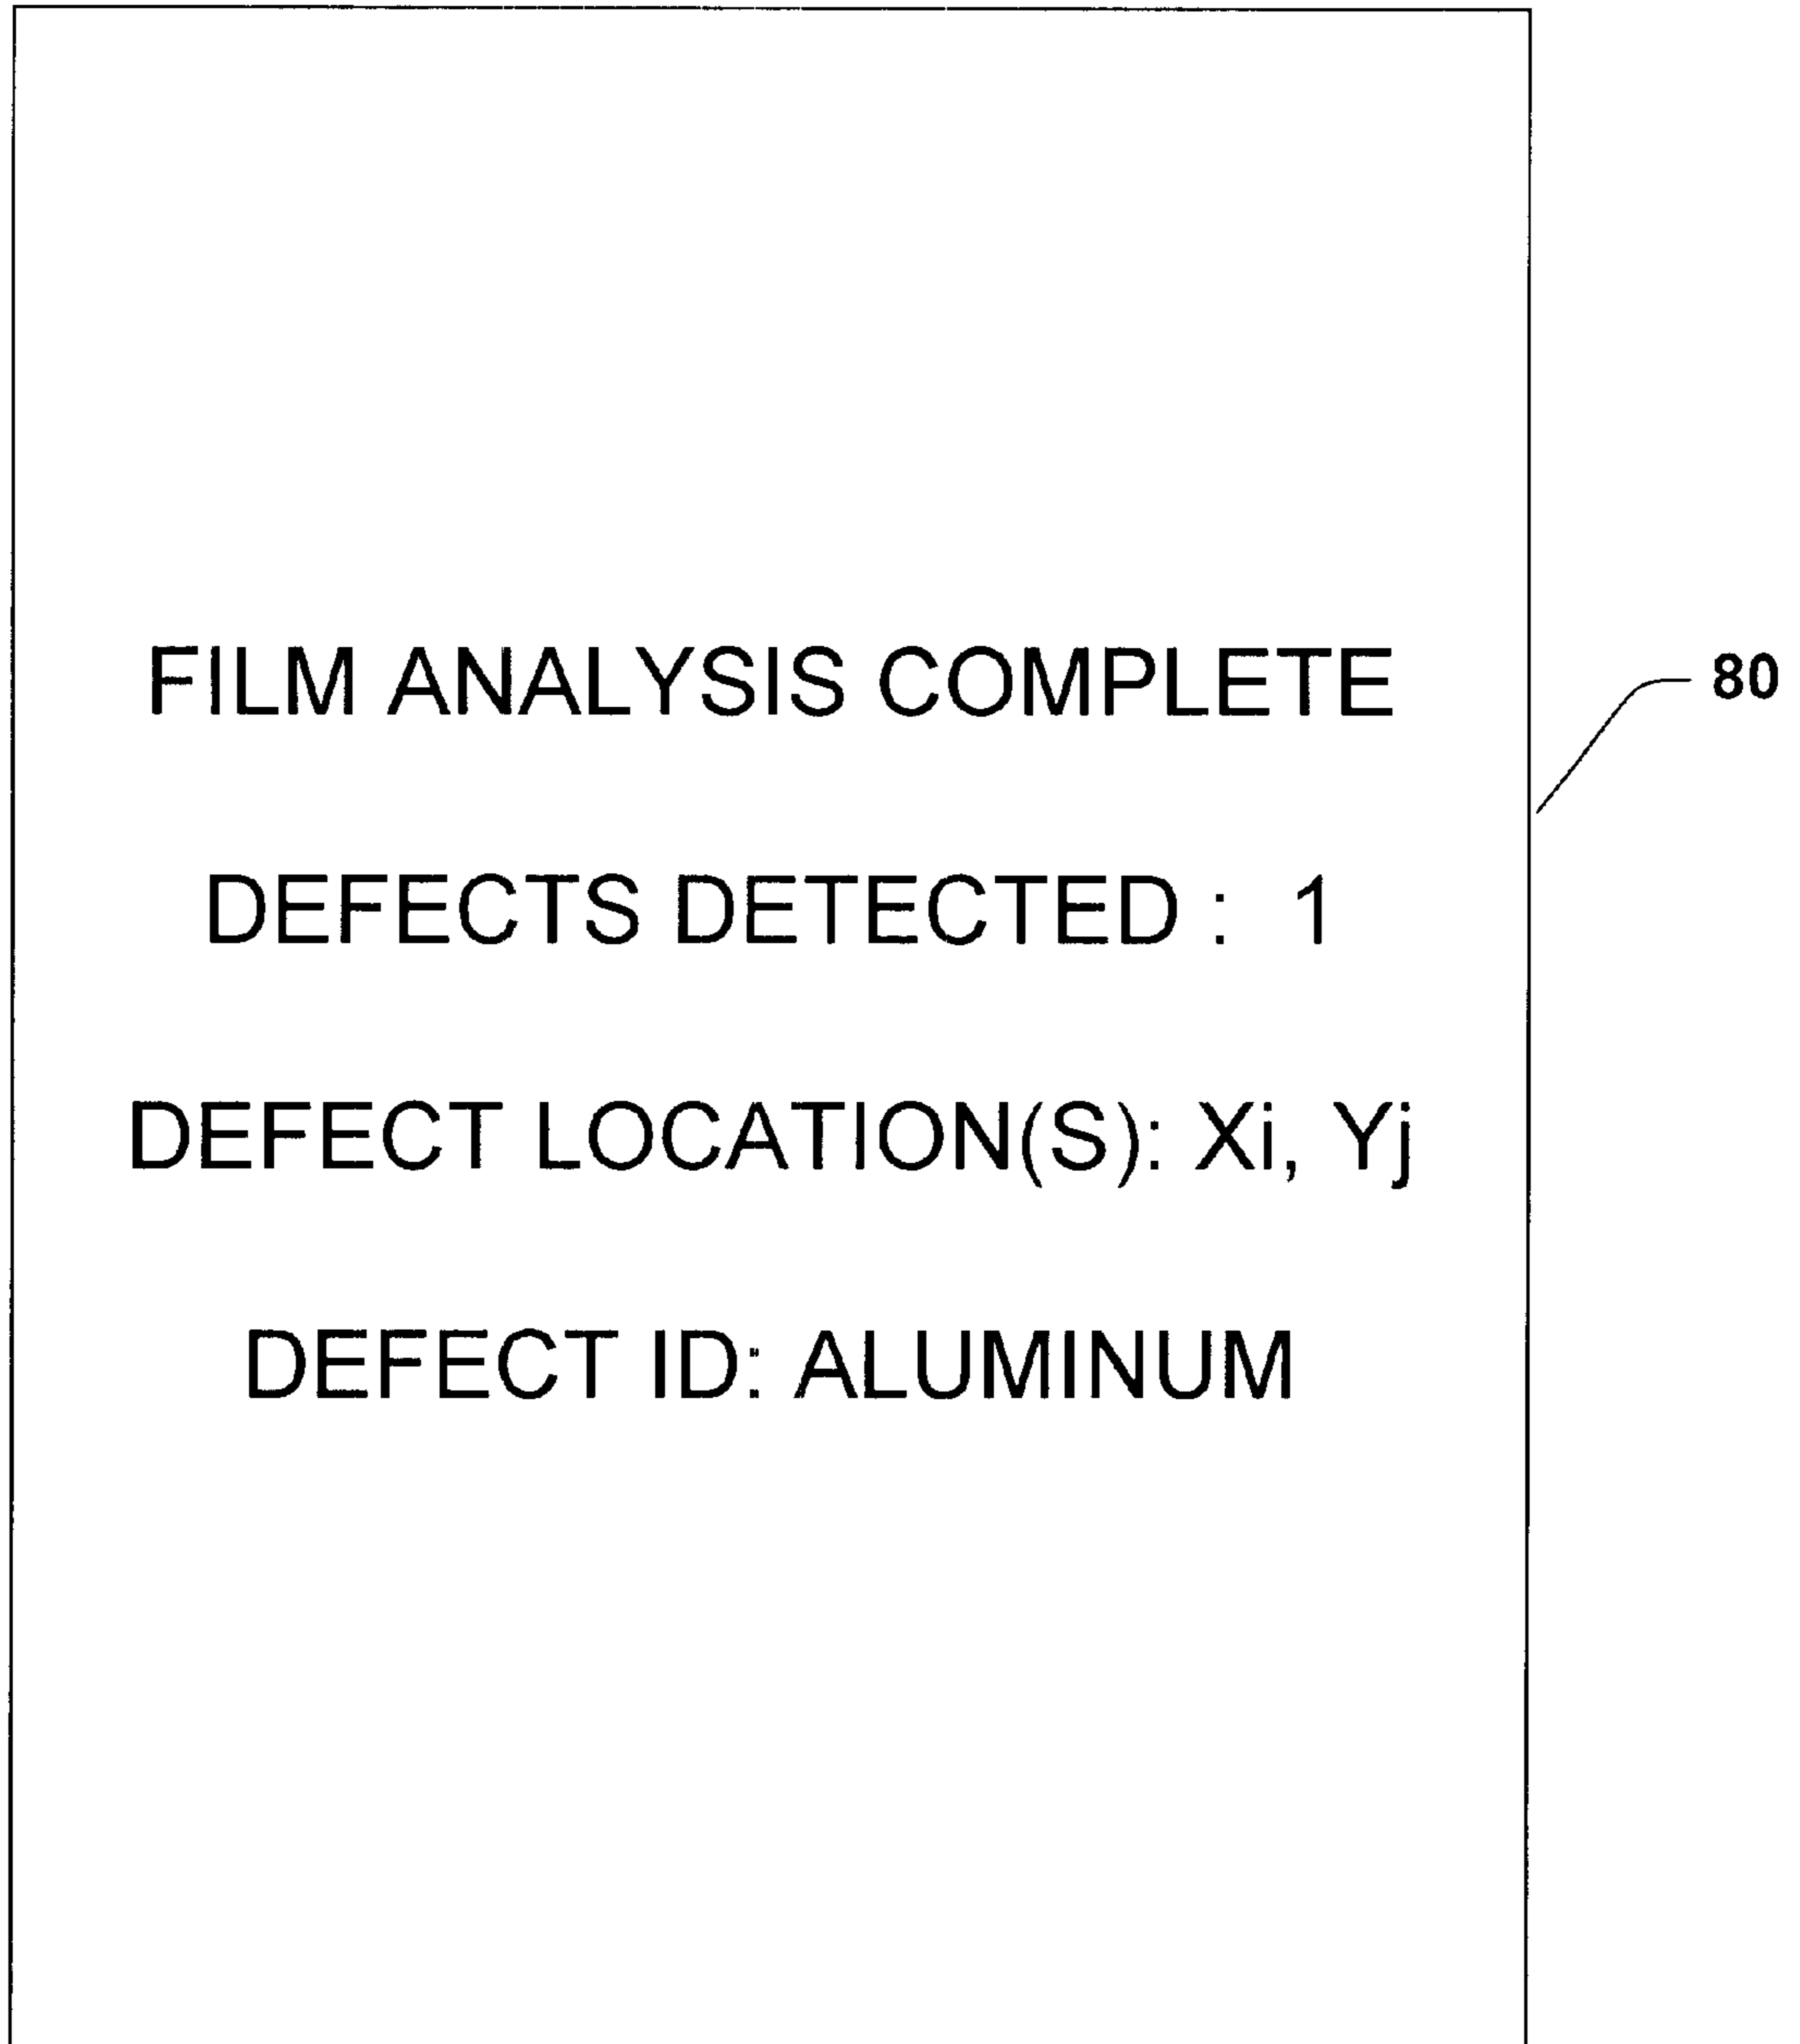 FILM ANALYSIS COMPLETE
80
DEFECTS DETECTED : 1
DEFECT LOCATION(S): Xi, Yj
DEFECT ID: ALUMINUM